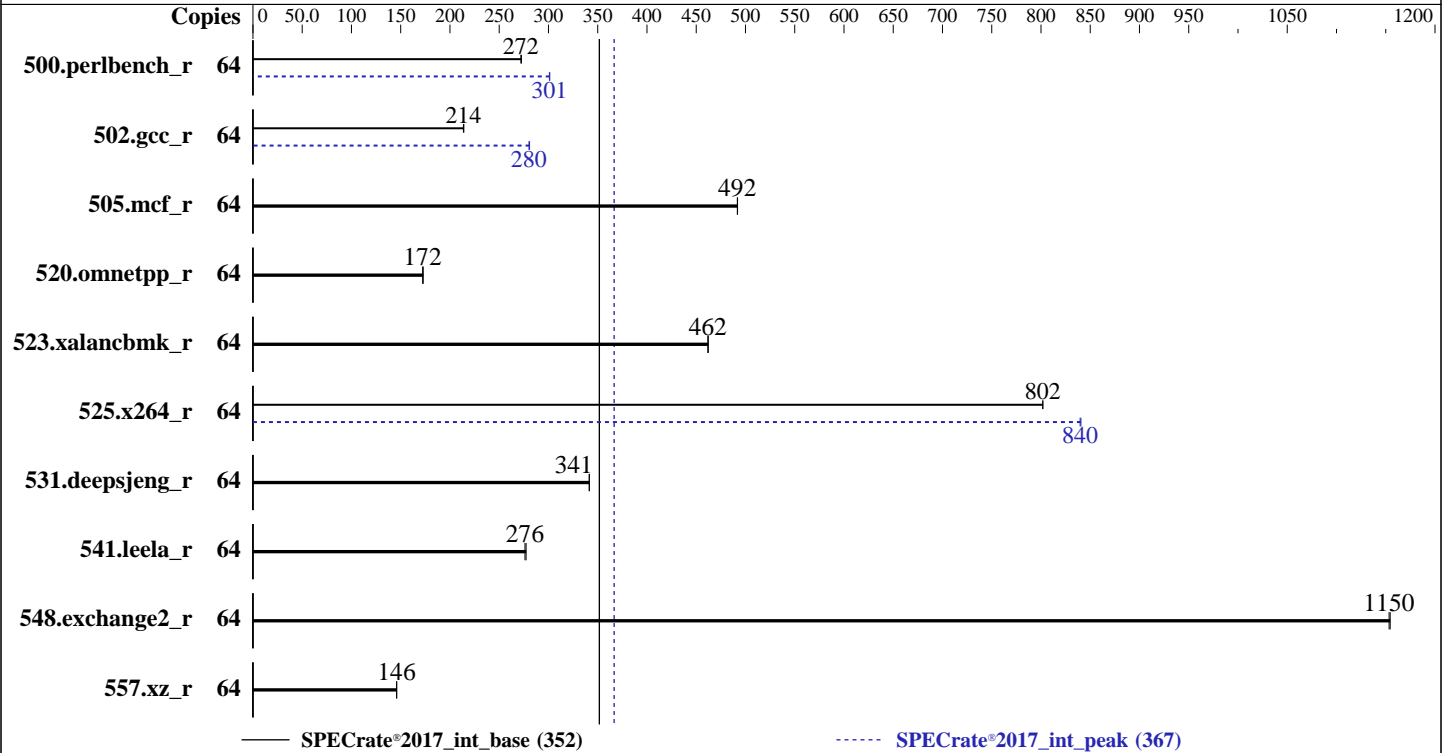 Copies 0 50.0 100 150 200 250 300 350 400 450 500 550 600 650 700 750 800 850 900 950 1050 1200
272
500.perlbench_r 64
301
214
502.gcc_r 64
280
492
505.mcf_r 64
172
520.omnetpp_r 64
462
523.xalancbmk_r 64
802
525.x264_r 64
840
341
531.deepsjeng_r 64
276
541.leela_r 64
1150
548.exchange2_r 64
146
557.xz_r 64
SPECrate®2017_int_base (352) SPECrate®2017_int_peak (367)